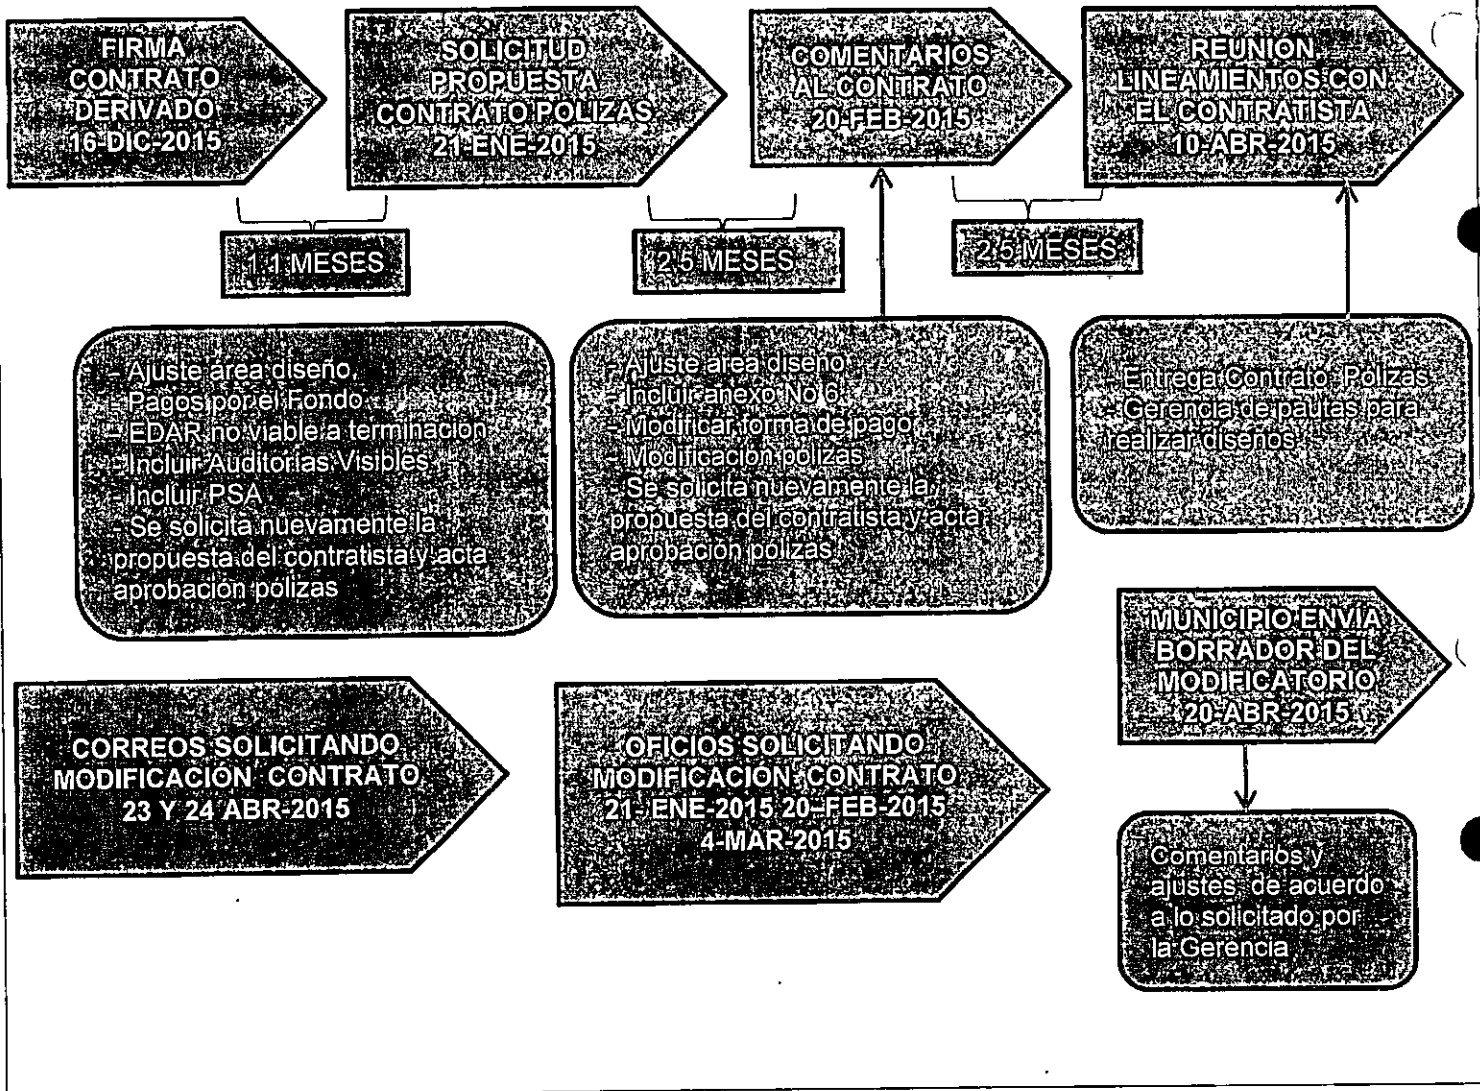 FIRMA
CONTRATO
DERIVADO
16-DIC-2015
SOLICITUD
PROPUESTA
CONTRATO POLIZAS
21-ENE-2015
COMENTARIOS
AL CONTRATO
20-FEB-2015
REUNION
LINEAMIENTOS CON
EL CONTRATISTA
10-ABR-2015
1.1 MESES
2.5 MESES
2.5 MESES
- Ajuste área diseño
- Pagos por el Fondo
- EDAR no viable a terminación
- Incluir Auditorías Visibles
- Incluir PSA
- Se solicita nuevamente la
propuesta del contratista y acta
aprobación pólizas
- Ajuste área diseño
- Incluir anexo No 6
- Modificar forma de pago
- Modificación pólizas
- Se solicita nuevamente la
propuesta del contratista y acta
aprobación pólizas
- Entrega Contrato, Pólizas
- Gerencia de pautas para
realizar diseños
MUNICIPIO ENVIA
BORRADOR DEL
MODIFICATORIO
20-ABR-2015
CORREOS SOLICITANDO
MODIFICACIÓN CONTRATO
23 Y 24 ABR-2015
OFICIOS SOLICITANDO
MODIFICACION CONTRATO
21- ENE-2015 20–FEB-2015
4-MAR-2015
Comentarios y
ajustes de acuerdo
a lo solicitado por
la Gerencia